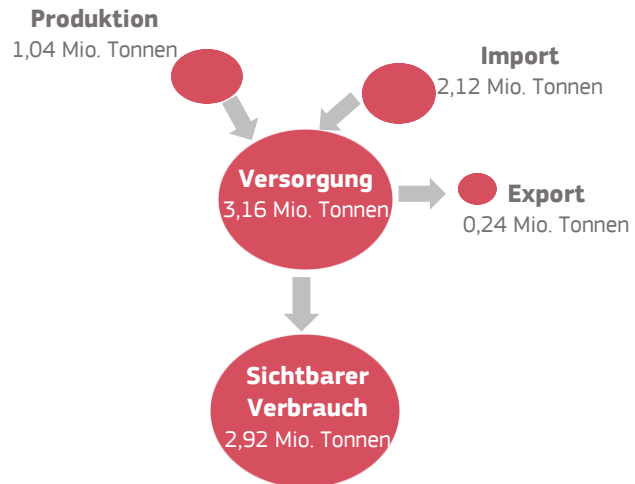 Produktion
1,04 Mio. Tonnen
Import
2,12 Mio. Tonnen
Versorgung
3,16 Mio. Tonnen
Export
0,24 Mio. Tonnen
Sichtbarer
Verbrauch
2,92 Mio. Tonnen